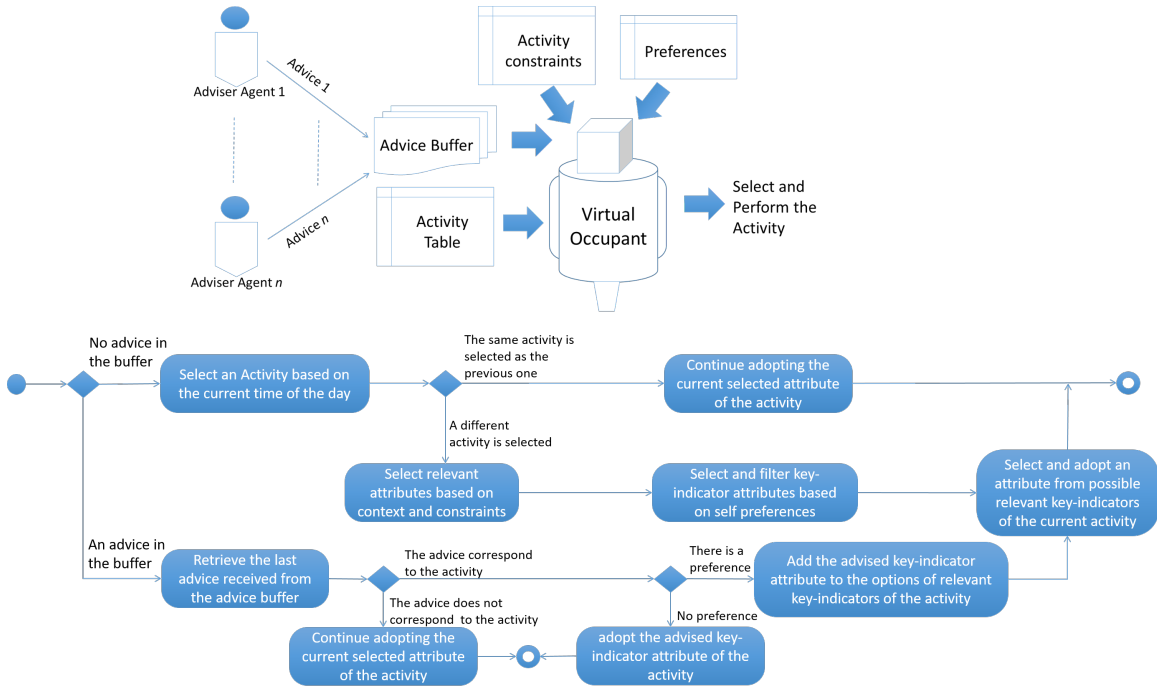 Adviser Agent 1
Advice 1
Adviser Agent n
Advice n
Advice Buffer
Activity
Table
Activity
constraints
Preferences
Virtual
Occupant
Select and
Perform the
Activity
No advice in
the buffer
Select an Activity based on
the current time of the day
The same activity is
selected as the
previous one
Continue adopting the
current selected attribute
of the activity
A different
activity is selected
Select relevant
attributes based on
context and constraints
Select and filter key-
indicator attributes based
on self preferences
Select and adopt an
attribute from possible
relevant key-indicators
of the current activity
An advice in
the buffer
Retrieve the last
advice received from
the advice buffer
The advice correspond
to the activity
The advice does not
correspond to the activity
Continue adopting the
current selected attribute
of the activity
There is a
preference
No preference
Add the advised key-indicator
attribute to the options of relevant
key-indicators of the activity
adopt the advised key-
indicator attribute of the
activity